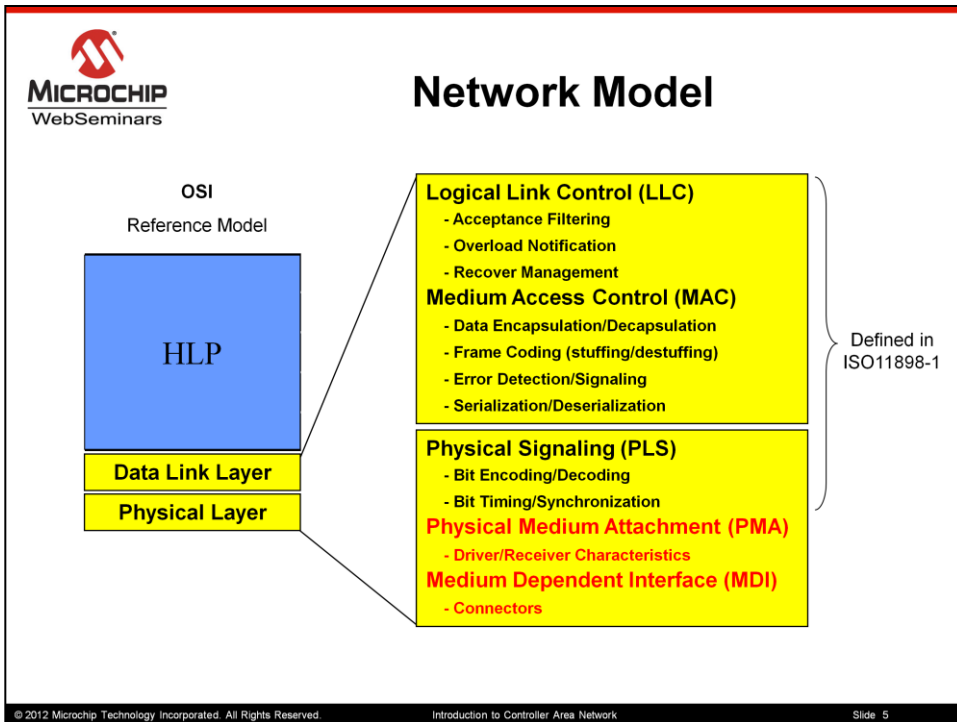 MICROCHIP
WebSeminars
Network Model
OSI
Reference Model
HLP
Data Link Layer
Physical Layer
Logical Link Control (LLC)
- Acceptance Filtering
- Overload Notification
- Recover Management
Medium Access Control (MAC)
- Data Encapsulation/Decapsulation
- Frame Coding (stuffing/destuffing)
- Error Detection/Signaling
- Serialization/Deserialization
Physical Signaling (PLS)
- Bit Encoding/Decoding
- Bit Timing/Synchronization
Physical Medium Attachment (PMA)
- Driver/Receiver Characteristics
Medium Dependent Interface (MDI)
- Connectors
Defined in
ISO11898-1
© 2012 Microchip Technology Incorporated. All Rights Reserved. Introduction to Controller Area Network Slide 5